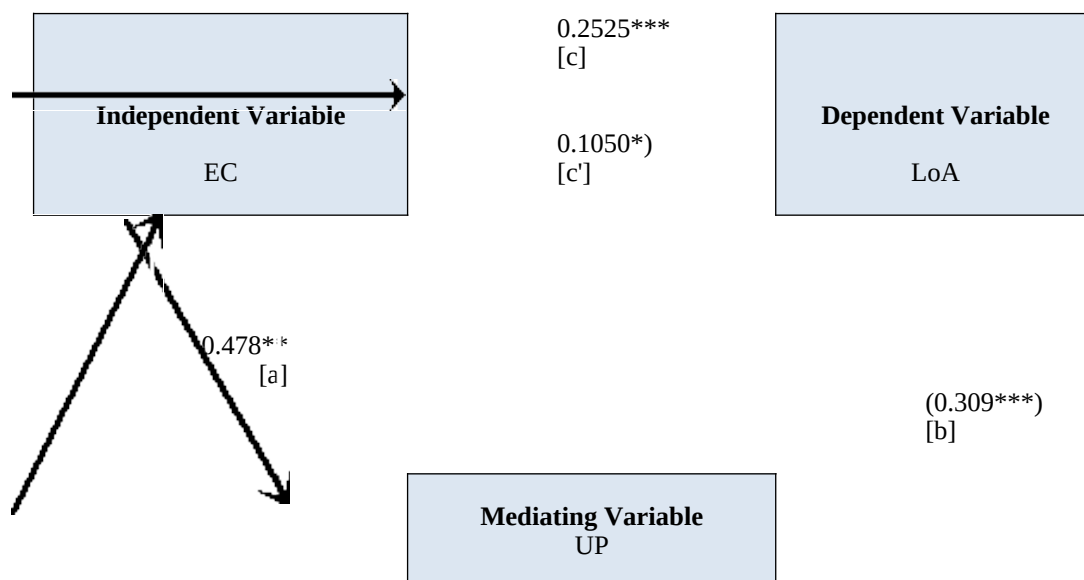 0.2525***
[c]
Independent Variable
EC
0.1050*)
[c']
Dependent Variable
LoA
0.478**
[a]
(0.309***)
[b]
Mediating Variable
UP